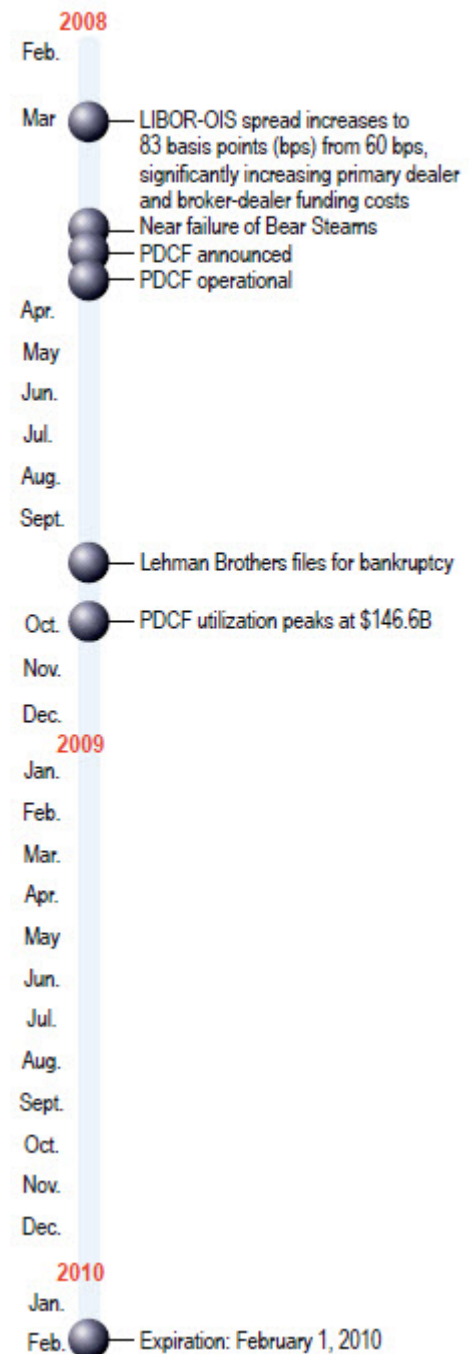 2008
Feb.
Mar
LIBOR-OIS spread increases to
83 basis points (bps) from 60 bps,
significantly increasing primary dealer
and broker-dealer funding costs
Near failure of Bear Stearns
PDCF announced
PDCF operational
Apr.
May
Jun.
Jul.
Aug.
Sept.
Lehman Brothers files for bankruptcy
Oct.
PDCF utilization peaks at $146.6B
Nov.
Dec.
2009
Jan.
Feb.
Mar.
Apr.
May
Jun.
Jul.
Aug.
Sept.
Oct.
Nov.
Dec.
2010
Jan.
Feb.
Expiration: February 1, 2010